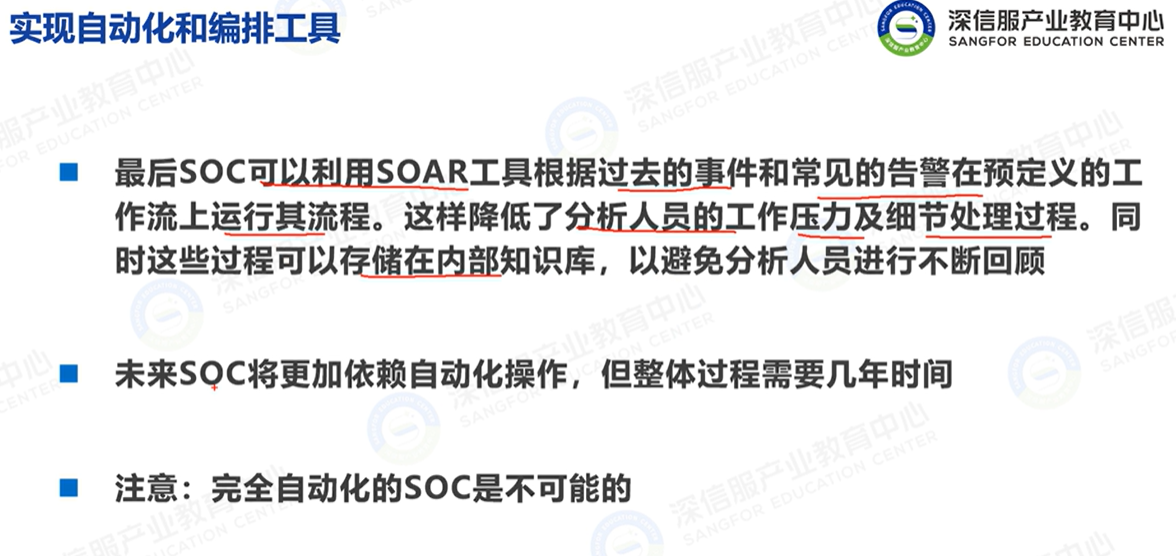 实现自动化和编排工具
深信服产业教育中心
SANGFOR EDUCATION CENTER
最后SOC可以利用SOAR工具根据过去的事件和常见的告警在预定义的工
作流上运行其流程。这样降低了分析人员的工作压力及细节处理过程。同
时这些过程可以存储在内部知识库，以避免分析人员进行不断回顾
未来SOC将更加依赖自动化操作，但整体过程需要几年时间
注意：完全自动化的SOC是不可能的